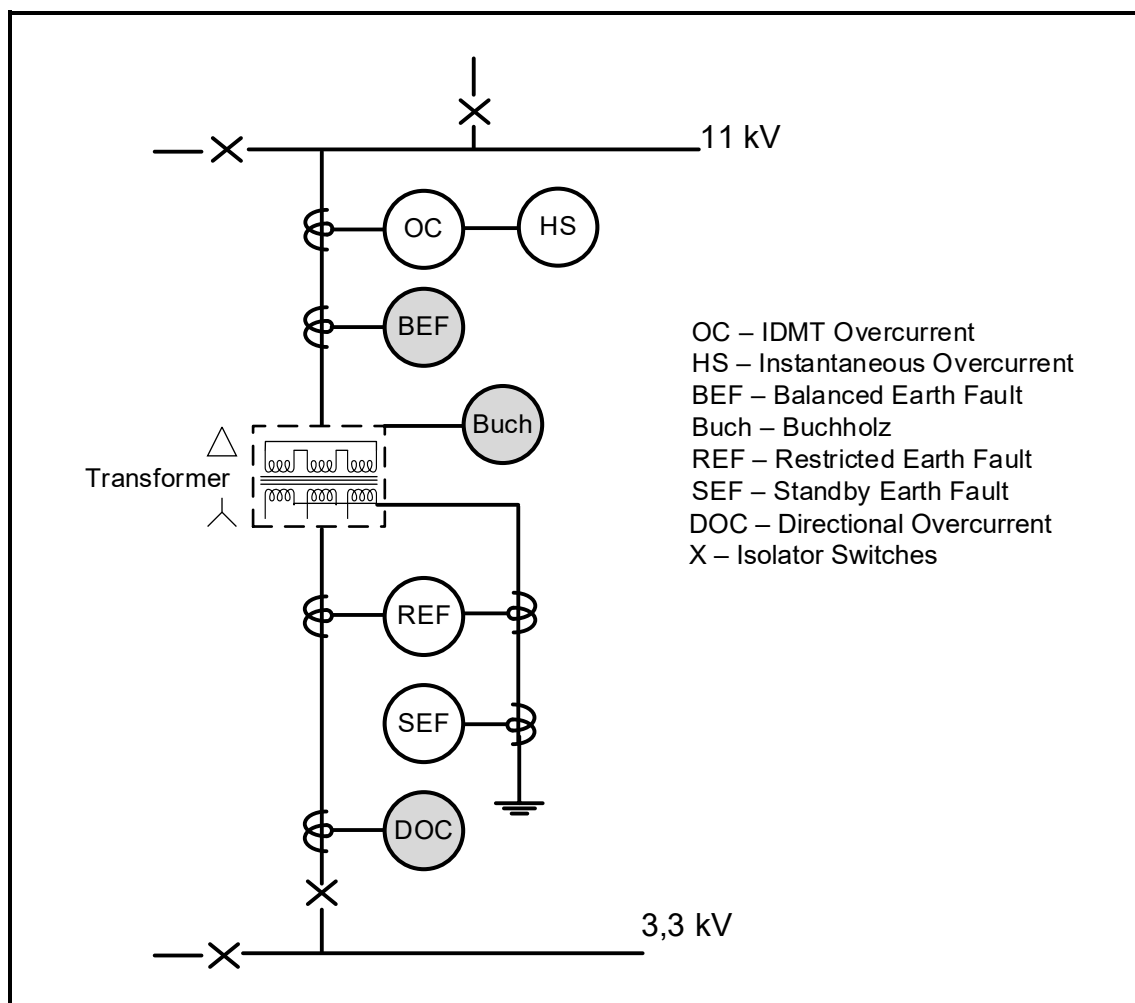 11 kV
OC
HS
BEF
Buch
Transformer
REF
SEF
DOC
3,3 kV
OC – IDMT Overcurrent
HS – Instantaneous Overcurrent
BEF – Balanced Earth Fault
Buch – Buchholz
REF – Restricted Earth Fault
SEF – Standby Earth Fault
DOC – Directional Overcurrent
X – Isolator Switches